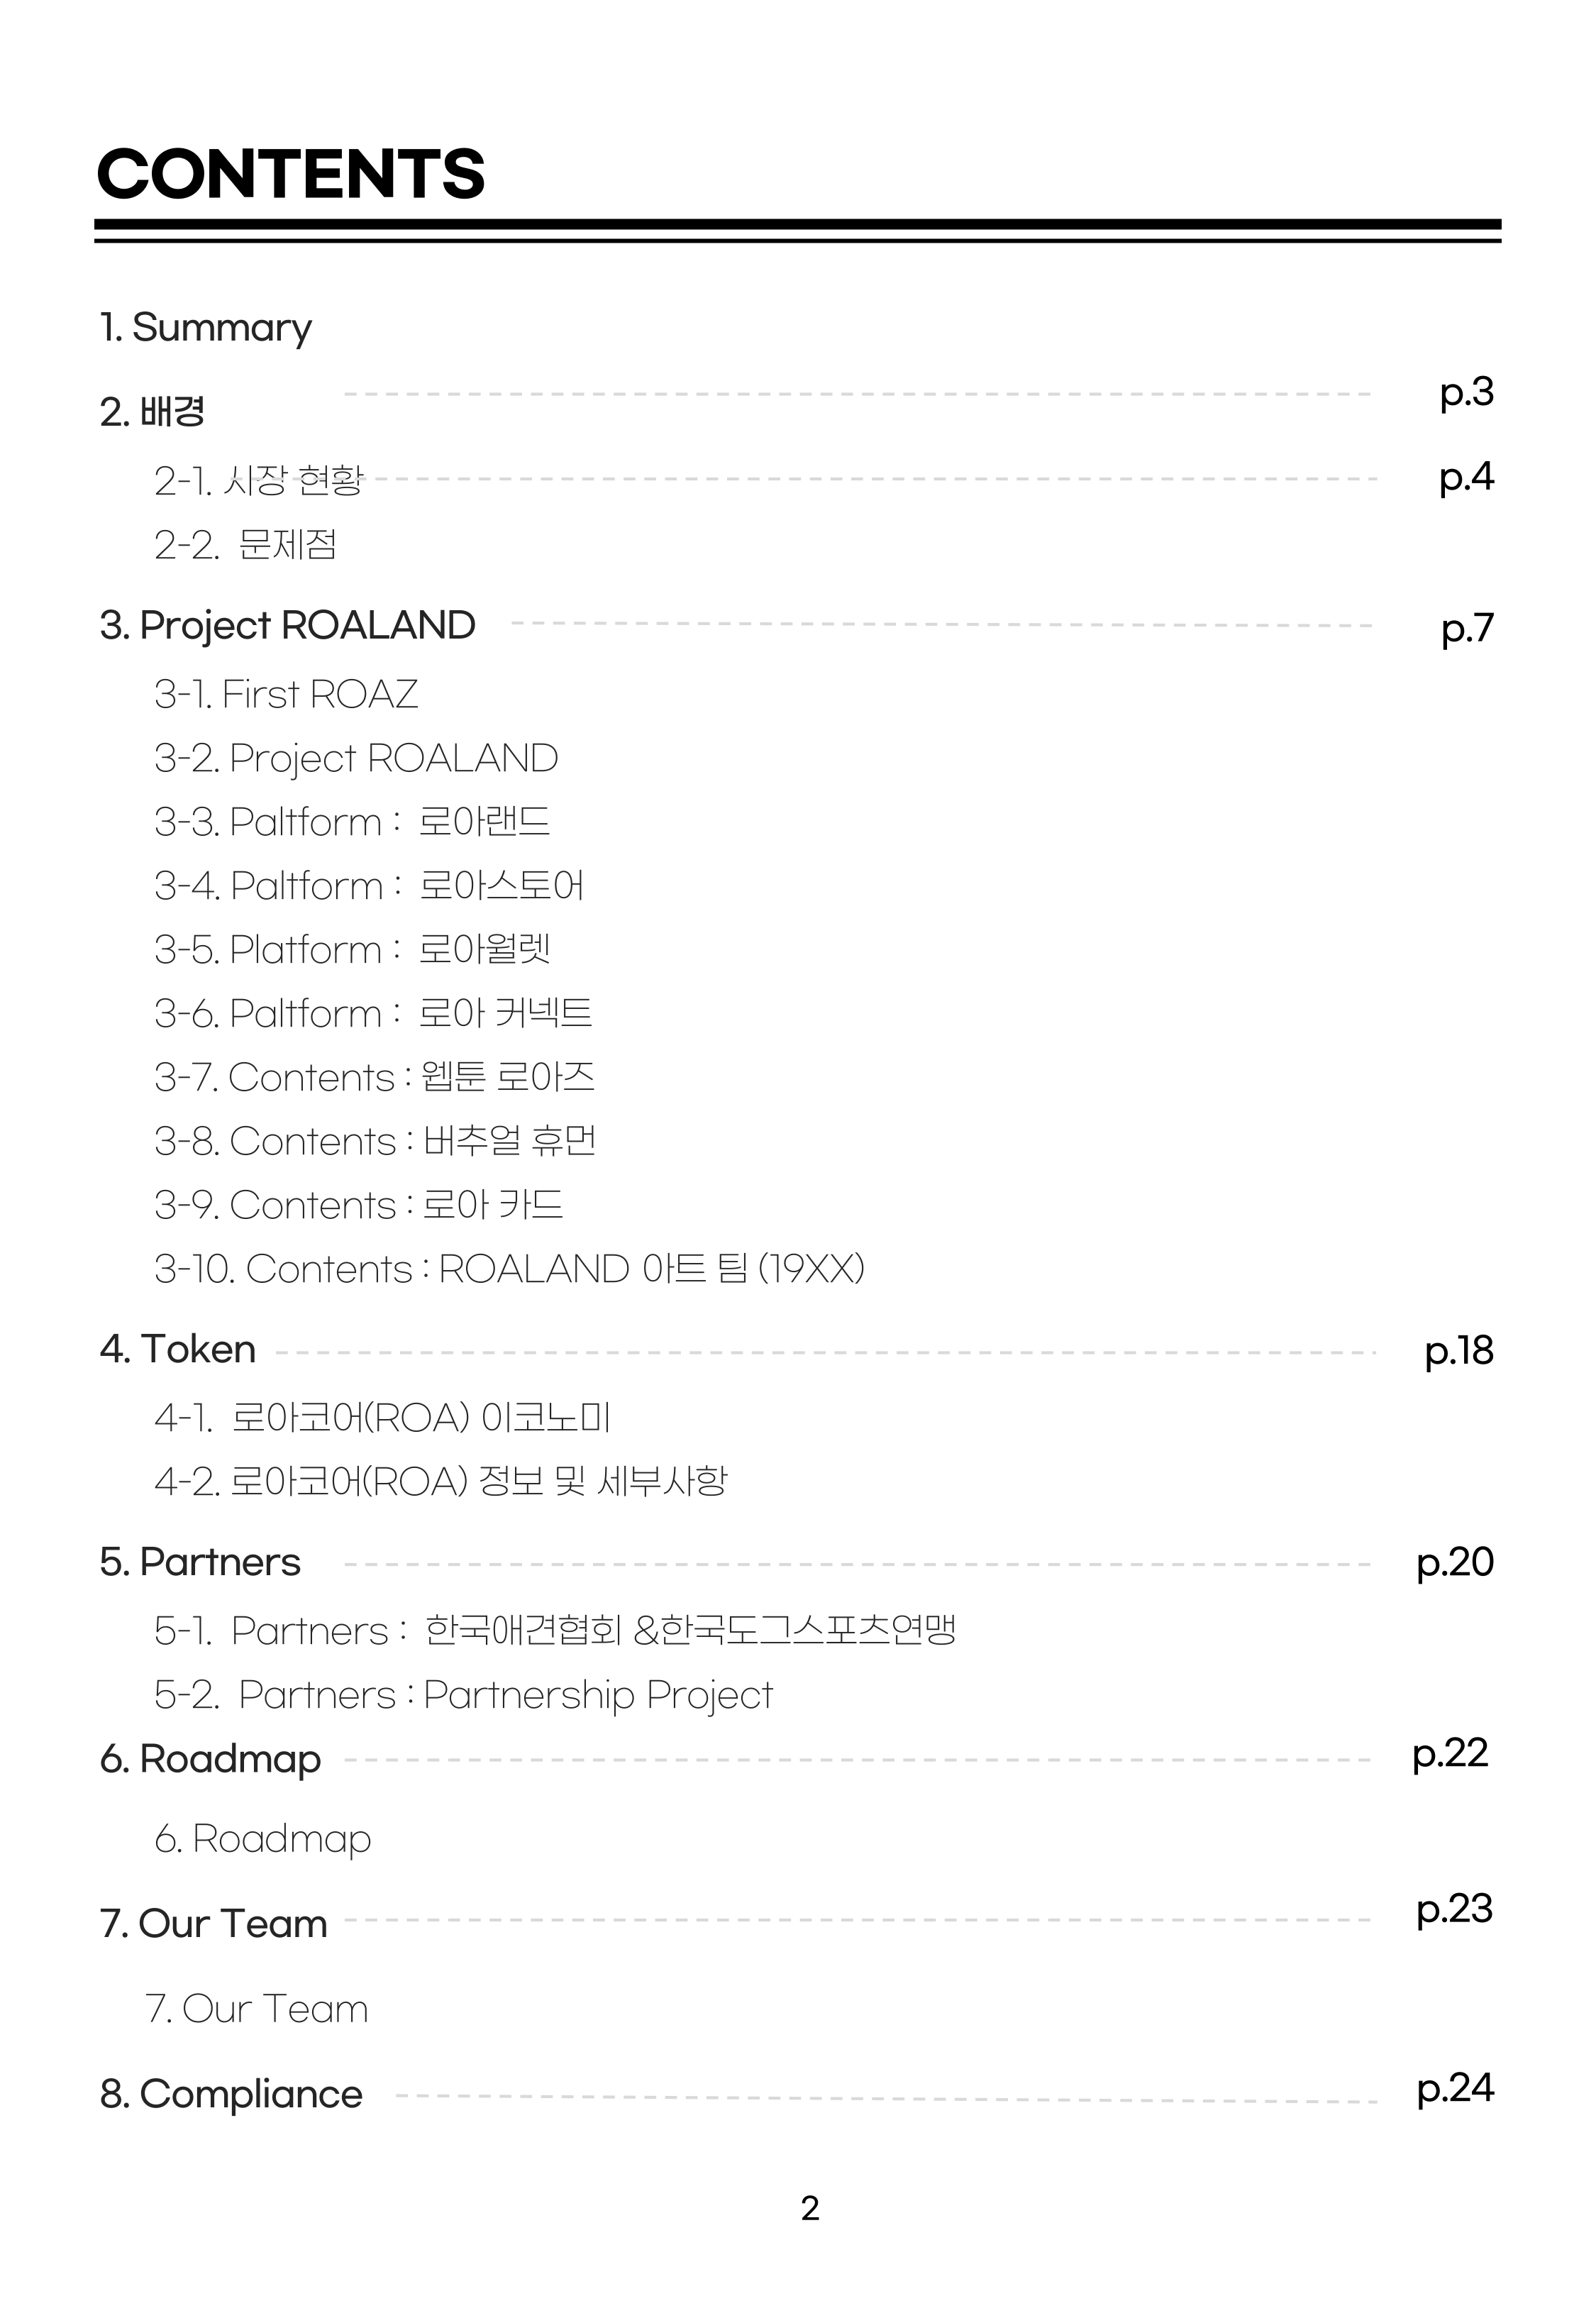 CONTENTS
1. Summary
p.3
2. 배경
2-1. 시장 현황 p.4
2-2. 문제점
3. Project ROALAND p.7
3-1. First ROAZ
3-2. Project ROALAND
3-3. Paltform : 로아랜드
3-4. Paltform : 로아스토어
3-5. Platform : 로아월렛
3-6. Paltform : 로아 커넥트
3-7. Contents : 웹툰 로아즈
3-8. Contents : 버추얼 휴먼
3-9. Contents : 로아 카드
3-10. Contents : ROALAND 아트 팀 (19XX)
4. Token p.18
4-1. 로아코어(ROA) 이코노미
4-2. 로아코어(ROA) 정보 및 세부사항
5. Partners p.20
5-1. Partners : 한국애견협회 &한국도그스포츠연맹
5-2. Partners : Partnership Project
6. Roadmap p.22
6. Roadmap
7. Our Team p.23
7. Our Team
8. Compliance p.24
2